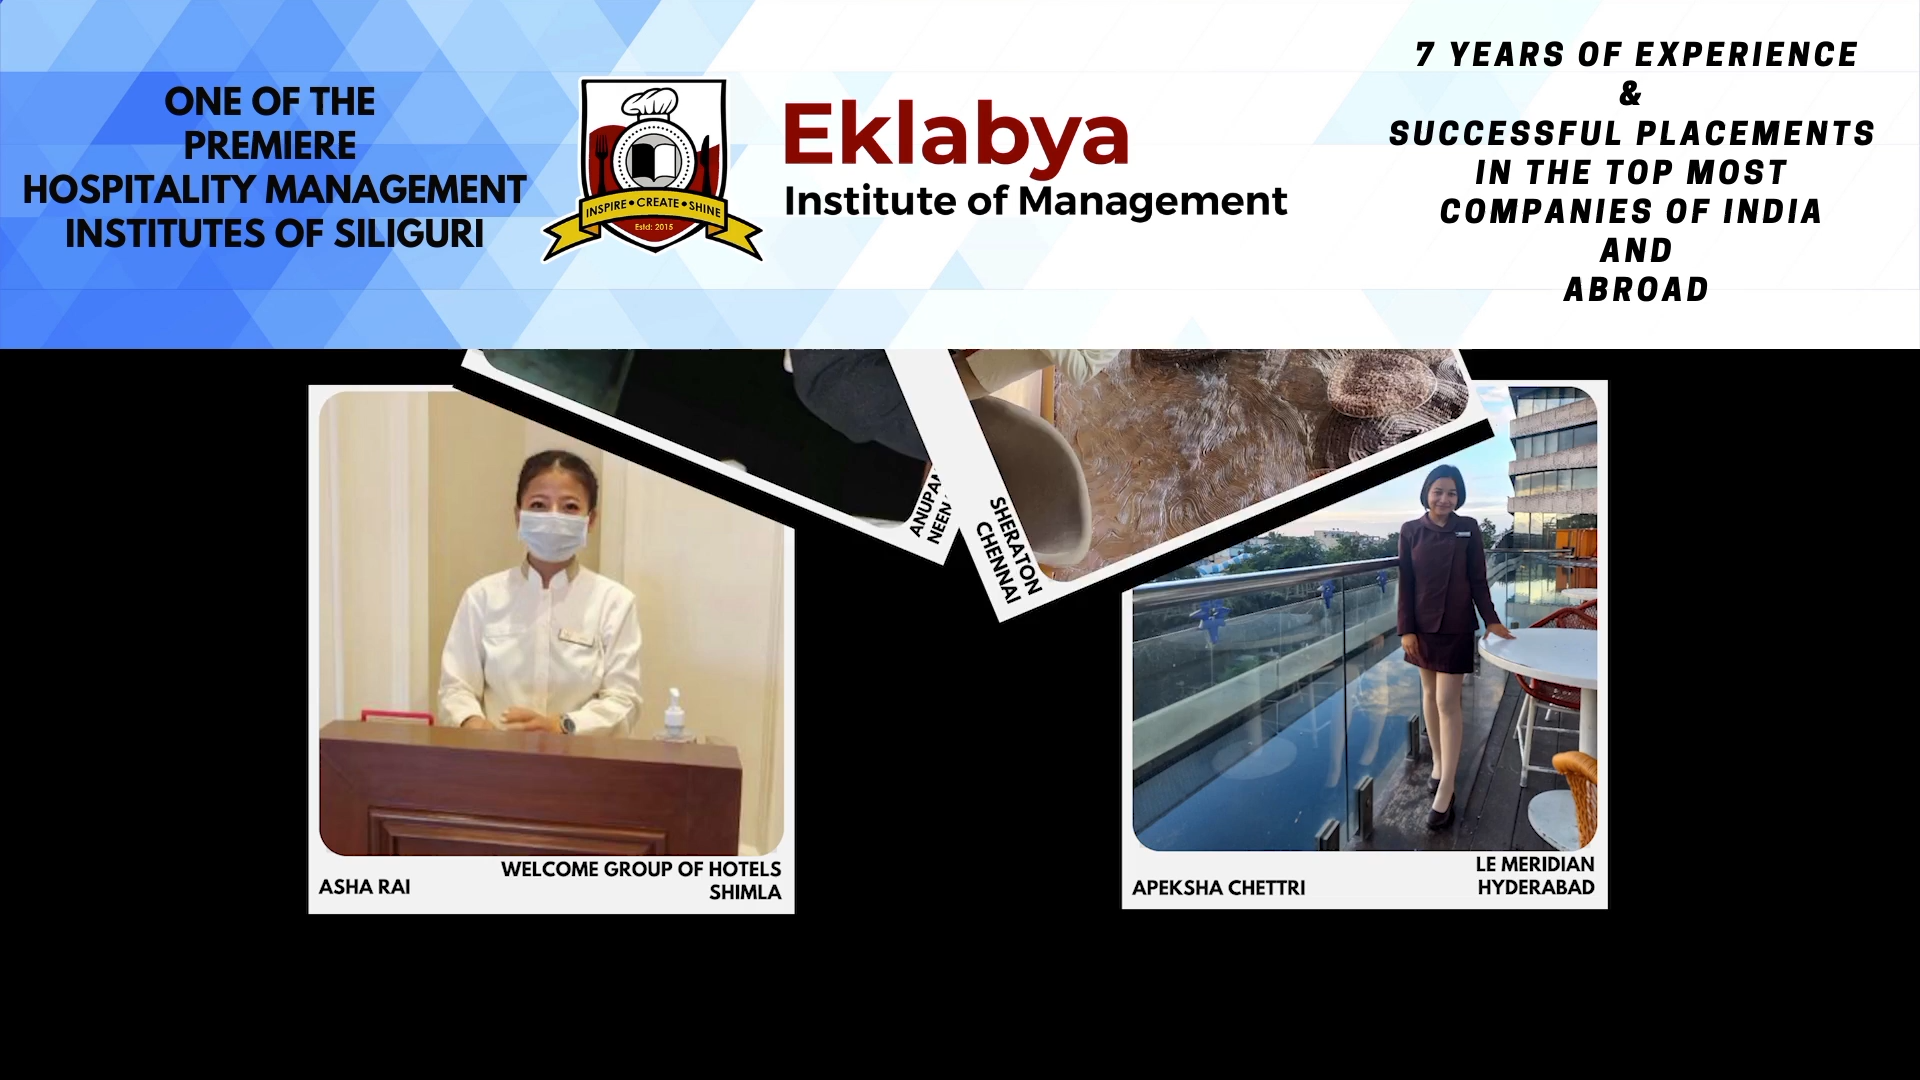 ONE OF THE
PREMIERE
HOSPITALITY MANAGEMENT
INSTITUTES OF SILIGURI
INSPIRE • CREATE • SHINE
Estd: 2015
Eklabya
Institute of Management
7 YEARS OF EXPERIENCE
&
SUCCESSFUL PLACEMENTS
IN THE TOP MOST
COMPANIES OF INDIA
AND
ABROAD
SHERATON
CHENNAI
ASHA RAI
WELCOME GROUP OF HOTELS
SHIMLA
APEKSHA CHETTRI
LE MERIDIAN
HYDERABAD